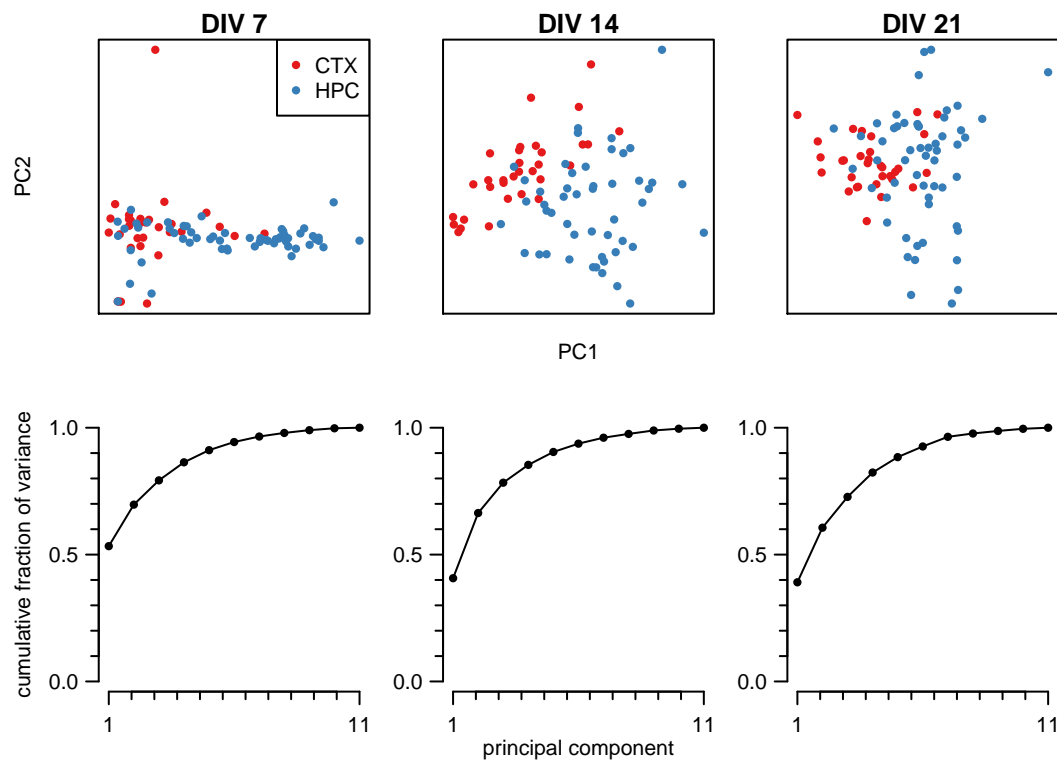 DIV 7
DIV 14
DIV 21
CTX
HPC
PC2
PC1
cumulative fraction of variance
1.0
0.5
0.0
1
11
1.0
0.5
0.0
1
11
1.0
0.5
0.0
1
11
principal component